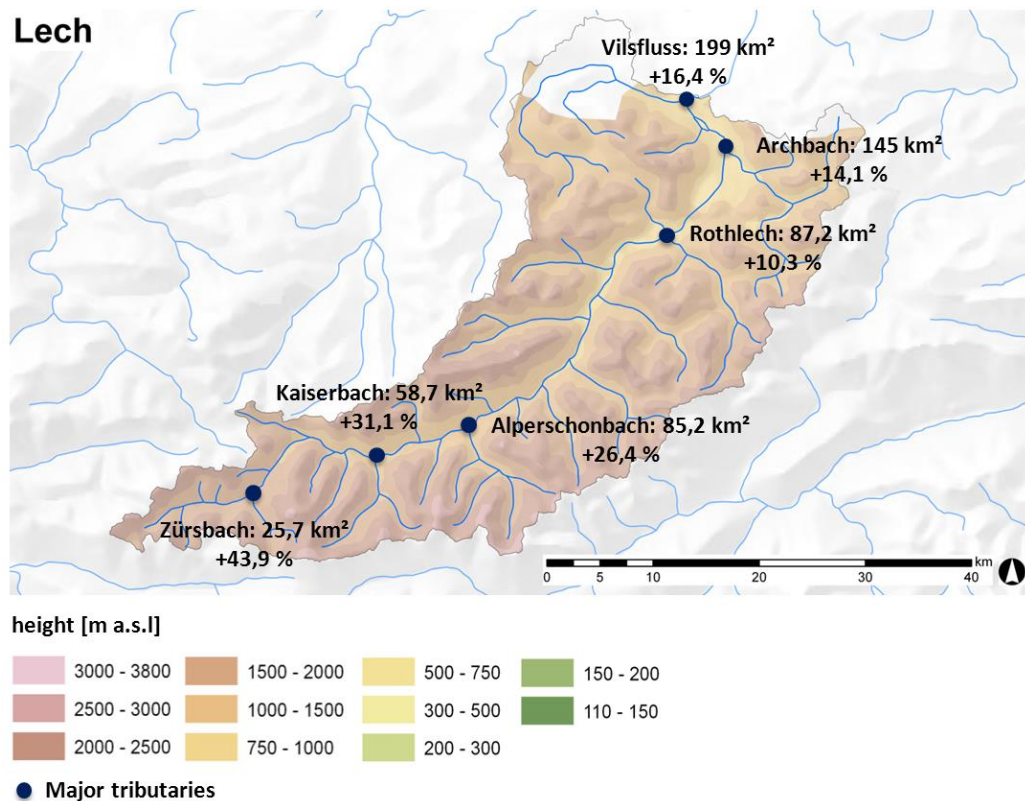 Lech
Vilsfluss: 199 km²
+16,4 %
Archbach: 145 km²
+14,1 %
Rothlech: 87,2 km²
+10,3 %
Kaiserbach: 58,7 km²
+31,1 %
Alperschonbach: 85,2 km²
+26,4 %
Zürsbach: 25,7 km²
+43,9 %
km
0 5 10 20 30 40
height [m a.s.l]
3000 - 3800 1500 - 2000 500 - 750 150 - 200
2500 - 3000 1000 - 1500 300 - 500 110 - 150
2000 - 2500 750 - 1000 200 - 300
Major tributaries